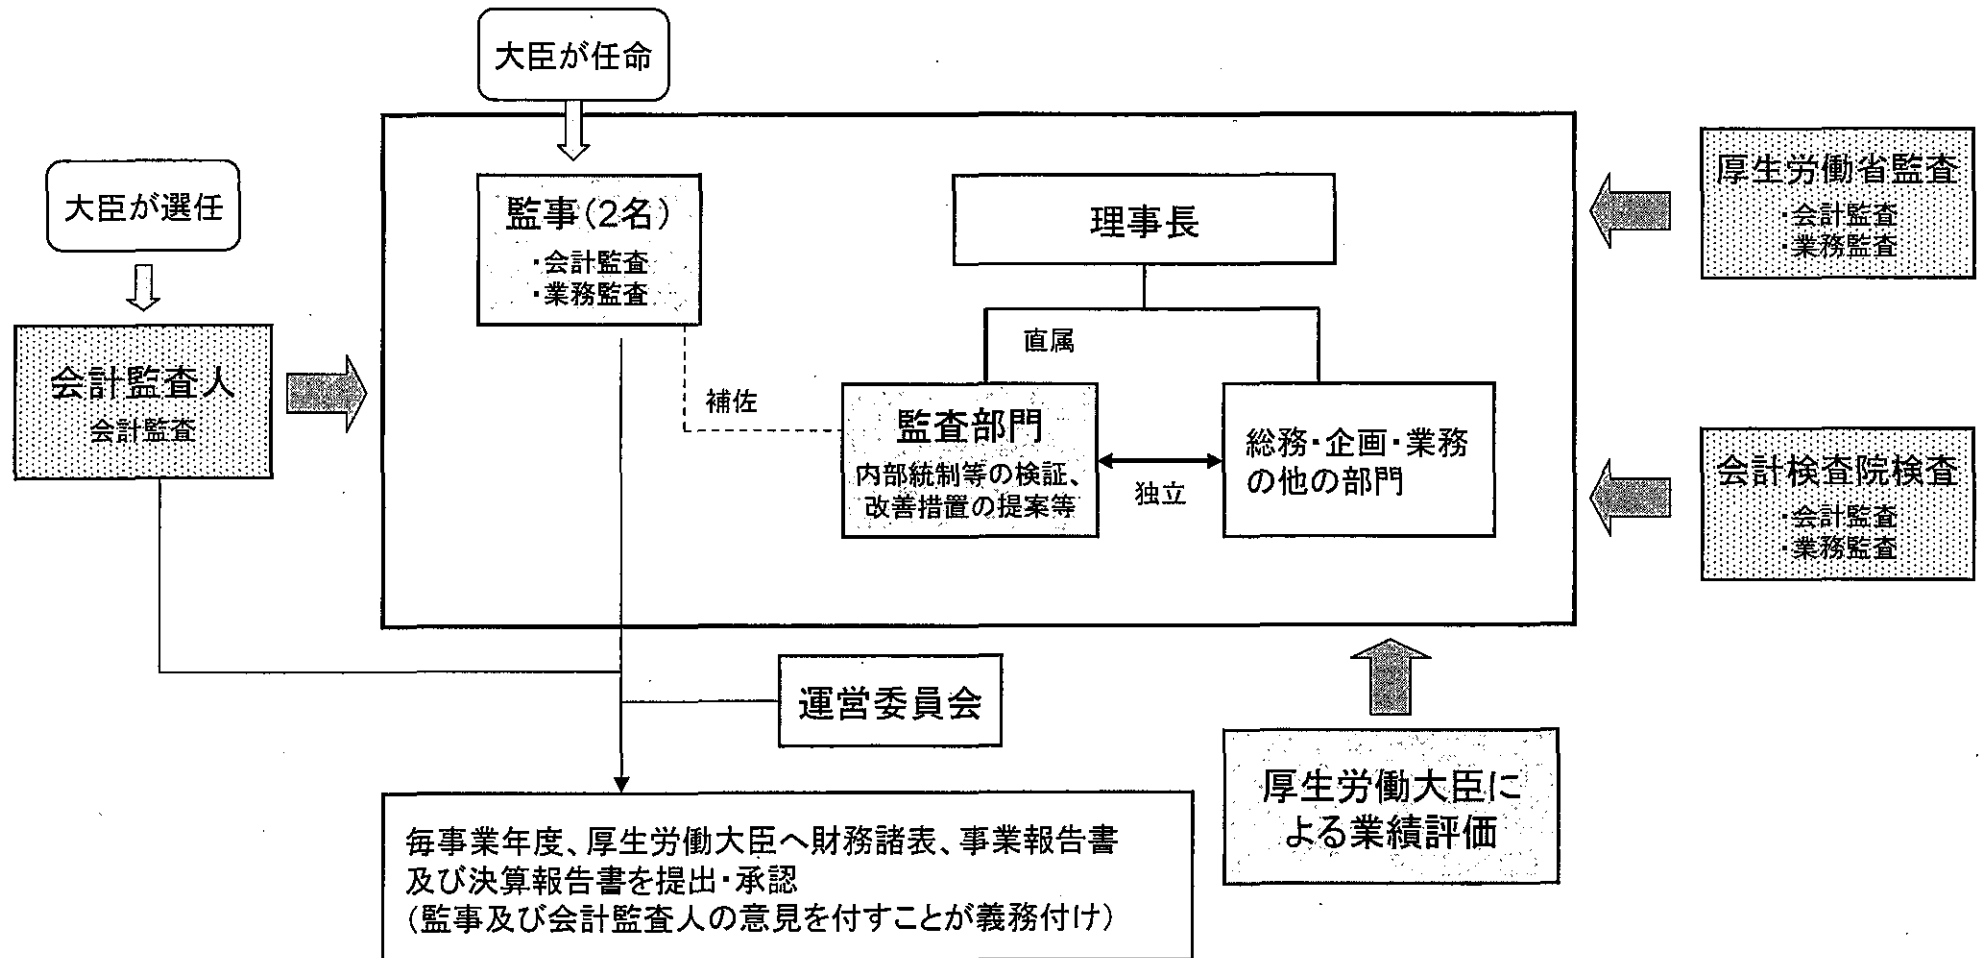 大臣が任命
大臣が選任
監事(2名)
・会計監査
・業務監査
理事長
厚生労働省監査
・会計監査
・業務監査
会計監査人
会計監査
直属
補佐
監査部門
内部統制等の検証、
改善措置の提案等
独立
総務・企画・業務
の他の部門
会計検査院検査
・会計監査
・業務監査
運営委員会
厚生労働大臣に
よる業績評価
毎事業年度、厚生労働大臣へ財務諸表、事業報告書
及び決算報告書を提出・承認
(監事及び会計監査人の意見を付すことが義務付け)